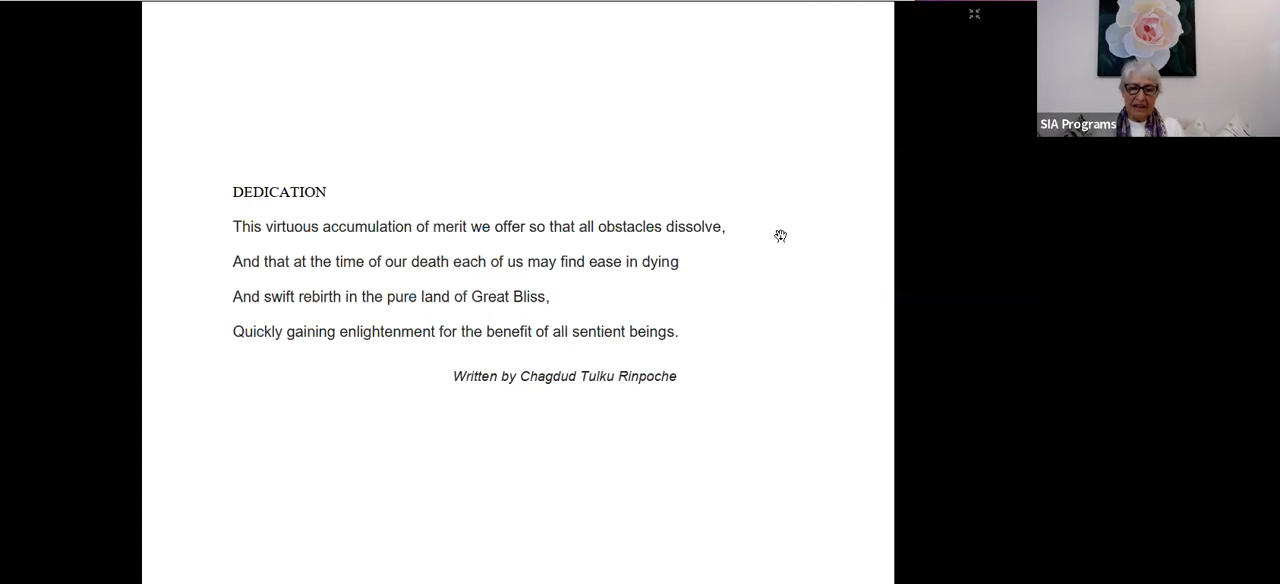 SIA Programs
DEDICATION
This virtuous accumulation of merit we offer so that all obstacles dissolve,
And that at the time of our death each of us may find ease in dying
And swift rebirth in the pure land of Great Bliss,
Quickly gaining enlightenment for the benefit of all sentient beings.
Written by Chagdud Tulku Rinpoche